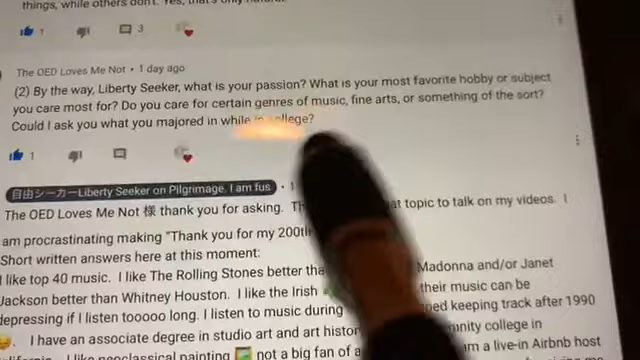 things, while others don't. Yes, that's only
1
3
The OED Loves Me Not • 1 day ago
(2) By the way, Liberty Seeker, what is your passion? What is your most favorite hobby or subject
you care most for? Do you care for certain genres of music, fine arts, or something of the sort?
Could I ask you what you majored in while in college?
1
自由シーカーLiberty Seeker on Pilgrimage. I am fus • 1
The OED Loves Me Not 様 thank you for asking. at topic to talk on my videos. I
am procrastinating making "Thank you for my 200th
Short written answers here at this moment:
I like top 40 music. I like The Rolling Stones better Madonna and/or Janet
Jackson better than Whitney Houston. I like the Irish their music can be
depressing if I listen tooooo long. I listen to music during keeping track after 1990
I have an associate degree in studio art and art community college in
I like neoclassical painting not a big fan of a am a live-in Airbnb host